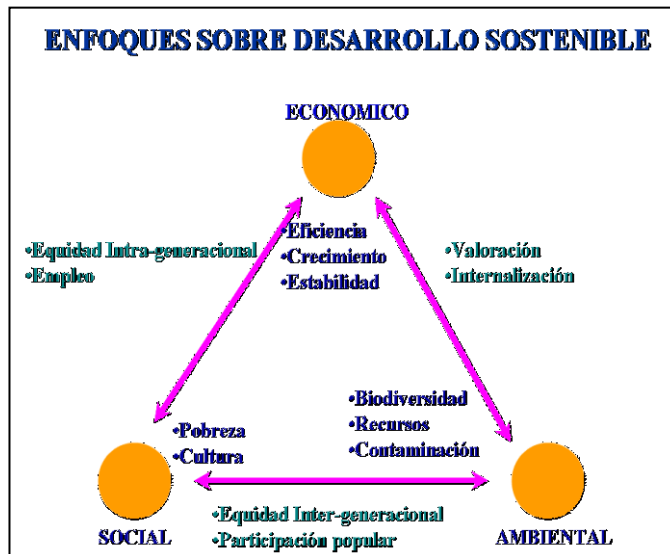 ENFOQUES SOBRE DESARROLLO SOSTENIBLE
ECONOMICO
•Eficiencia
•Crecimiento
•Estabilidad
•Equidad Intra-generacional
•Empleo
•Valoración
•Internalización
•Pobreza
•Cultura
•Biodiversidad
•Recursos
•Contaminación
SOCIAL
•Equidad Inter-generacional
•Participación popular
AMBIENTAL